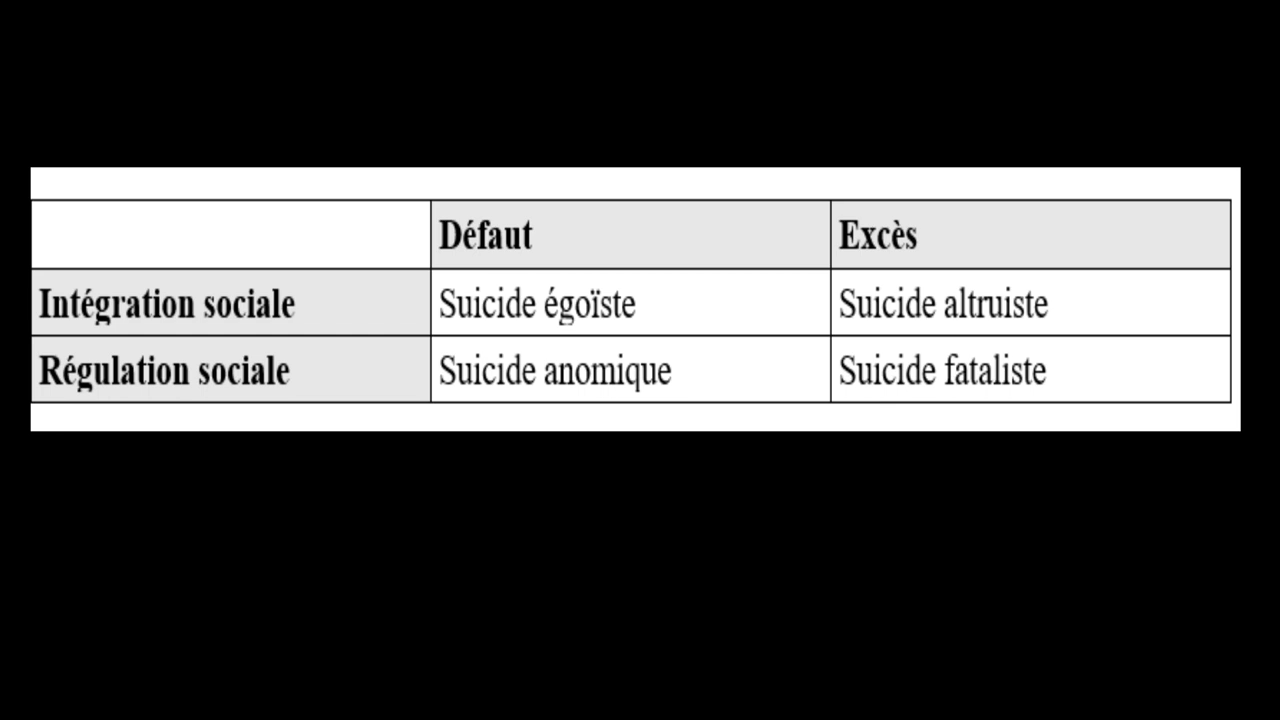 Défaut Excès
Intégration sociale Suicide égoïste Suicide altruiste
Régulation sociale Suicide anomique Suicide fataliste